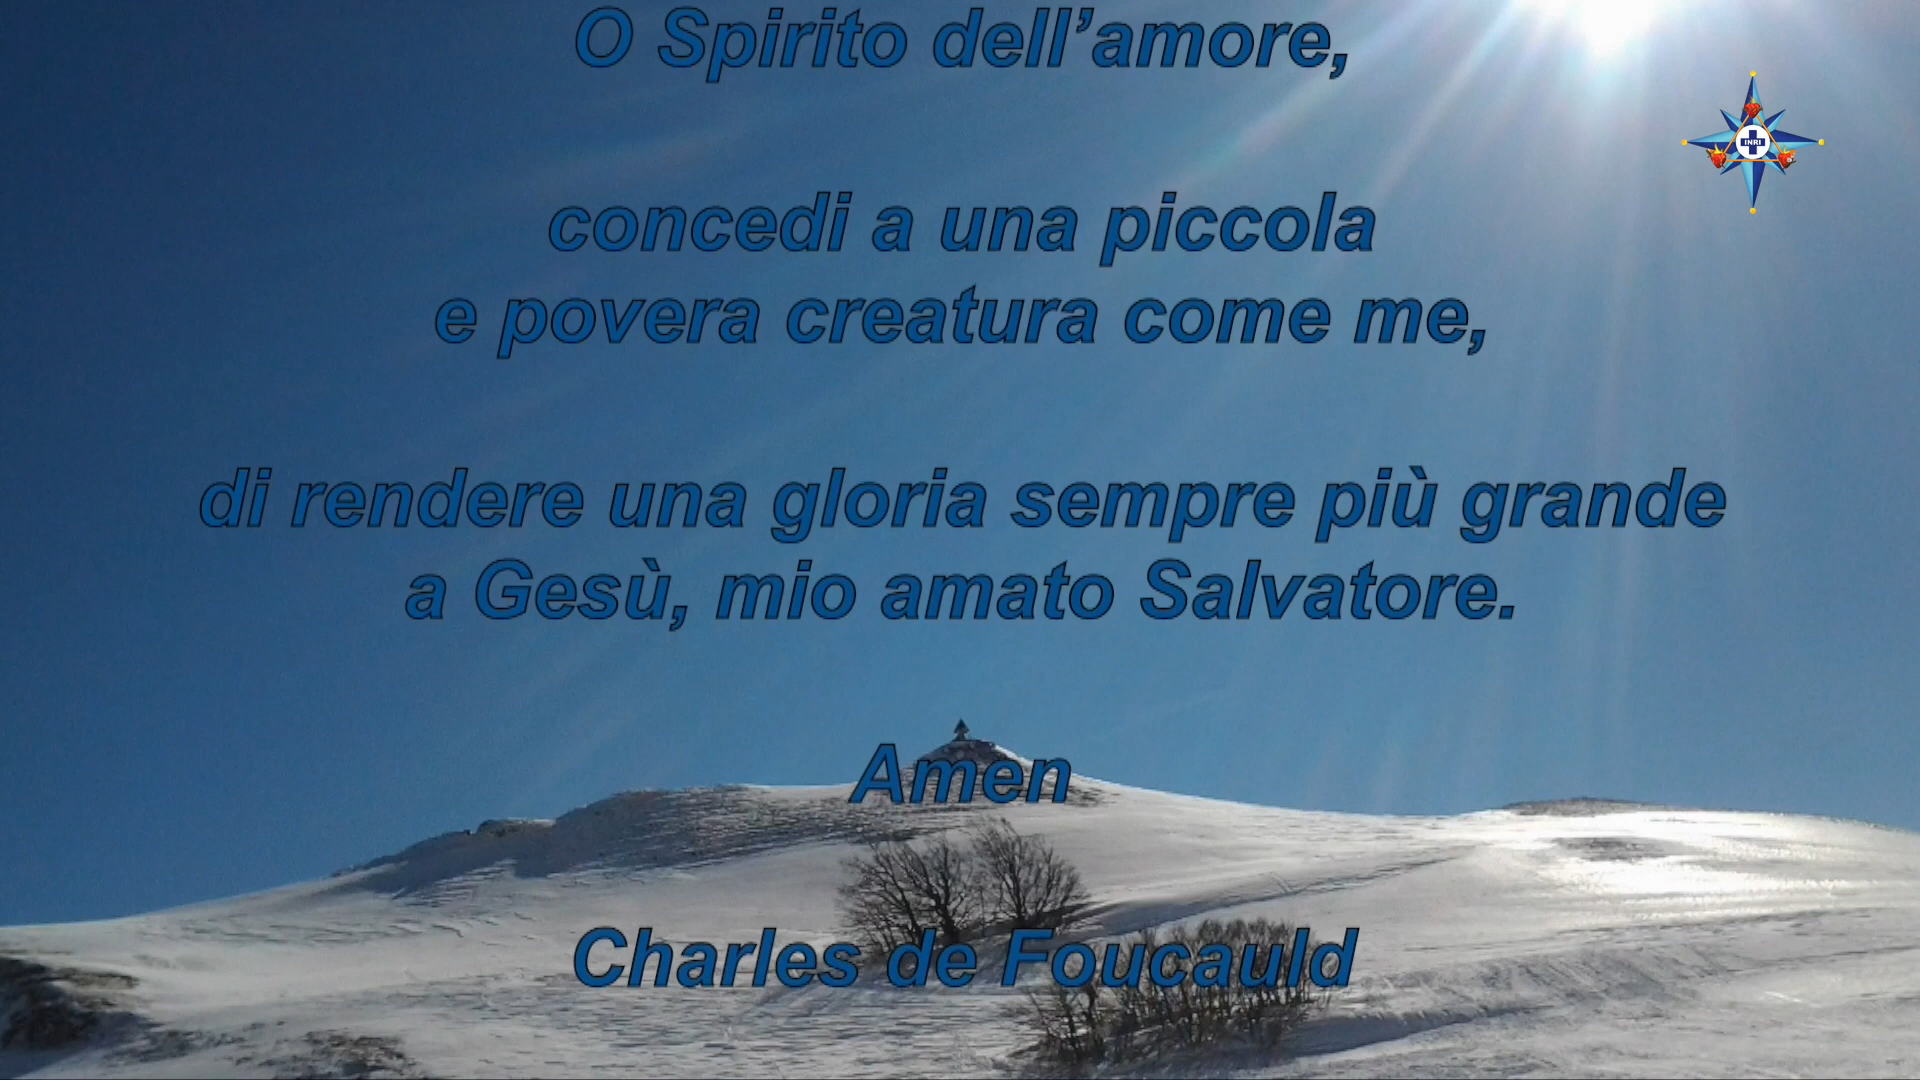 O Spirito dell’amore,
INRI
concedi a una piccola
e povera creatura come me,
di rendere una gloria sempre più grande
a Gesù, mio amato Salvatore.
Amen
Charles de Foucauld